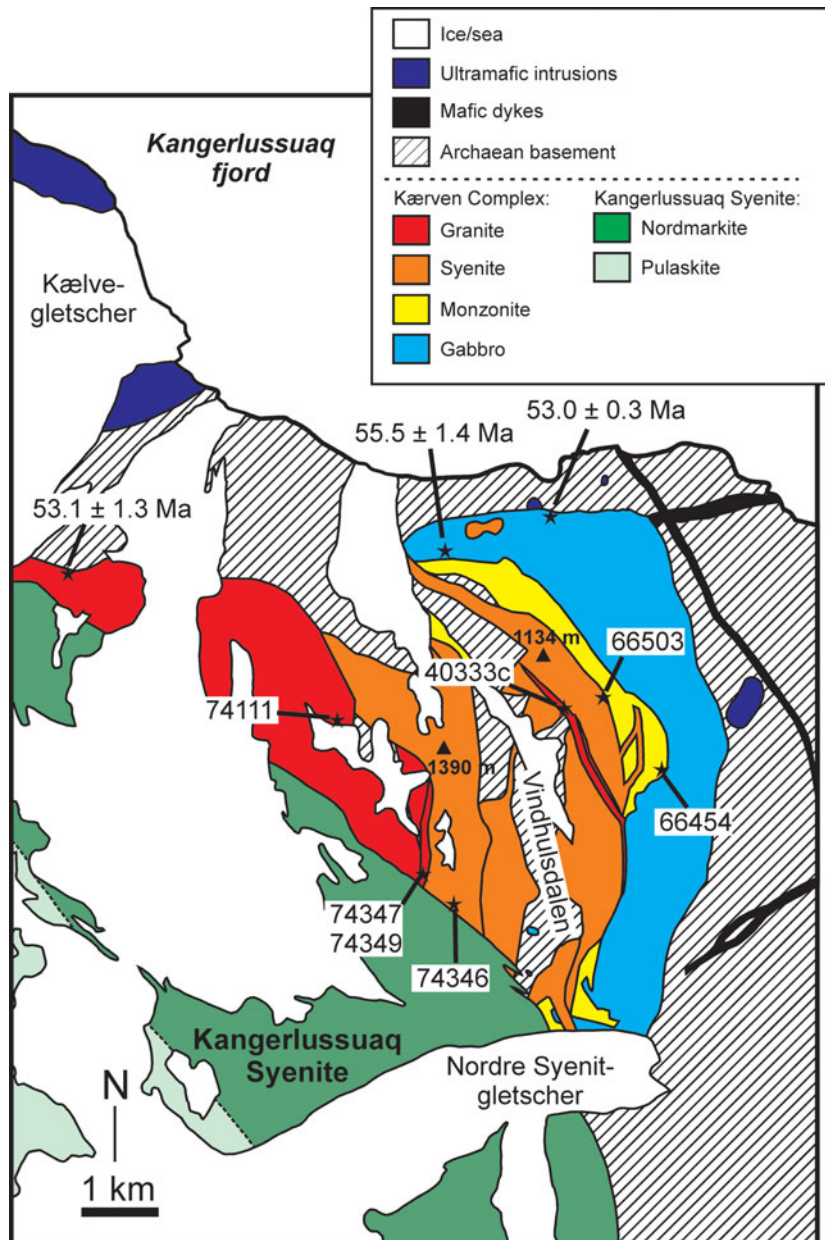 Ice/sea
Ultramafic intrusions
Mafic dykes
Archaean basement
Kærven Complex:
Kangerlussuaq Syenite:
Granite
Nordmarkite
Syenite
Pulaskite
Monzonite
Gabbro
Kangerlussuaq
fjord
Kælve-
gletscher
53.0 ± 0.3 Ma
55.5 ± 1.4 Ma
53.1 ± 1.3 Ma
1134 m
66503
40333c
74111
1390 m
66454
Vindhulsdalen
74347
74349
74346
Kangerlussuaq
Syenite
Nordre Syenit-
gletscher
N
1 km